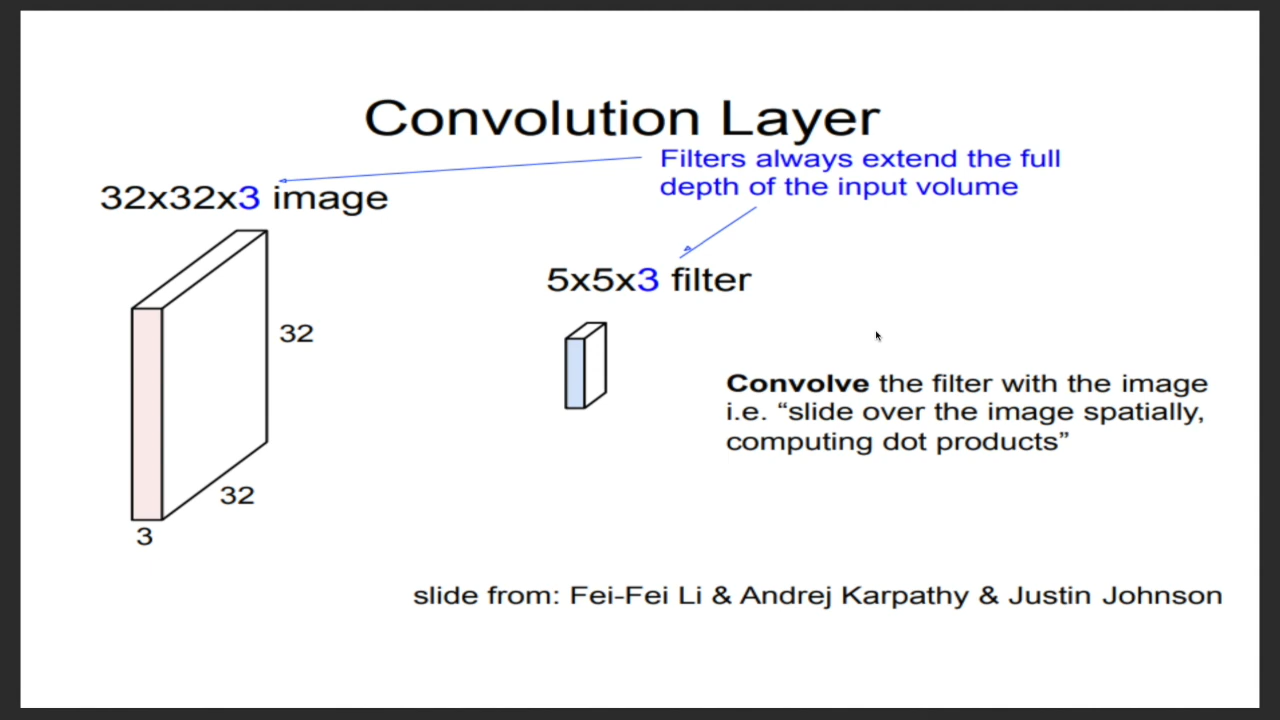 Convolution Layer
Filters always extend the full
depth of the input volume
32x32x3 image
5x5x3 filter
32
Convolve the filter with the image
i.e. “slide over the image spatially,
computing dot products”
32
3
slide from: Fei-Fei Li & Andrej Karpathy & Justin Johnson